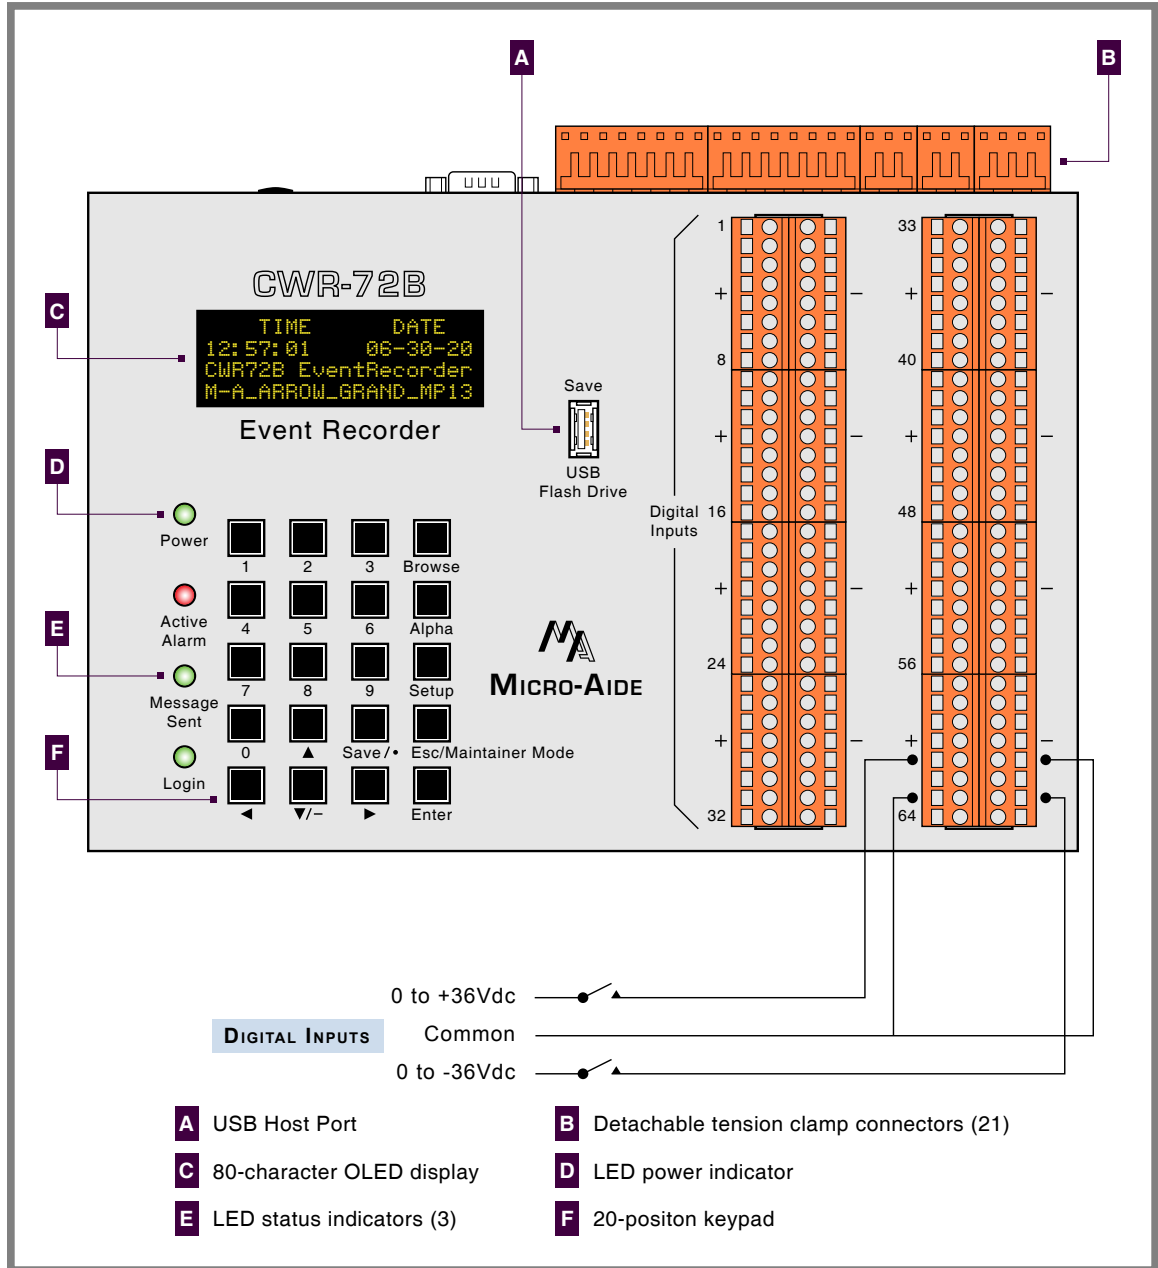 A
B
CWR-72B
C
TIME DATE
12:57:01 06-30-20
CWR72B EventRecorder
M-A_ARROW_GRAND_MP13
Event Recorder
Save
USB
Flash Drive
D
Power
Active
Alarm
E
Message
Sent
F
Login
1 2 3 Browse
4 5 6 Alpha
7 8 9 Setup
0 ▲ Save/• Esc/Maintainer Mode
◄ ▼/– ► Enter
MA
MICRO-AIDE
Digital
Inputs
1 33
+ – + –
8 40
+ – + –
16 48
+ – + –
24 56
+ – + –
32 64
0 to +36Vdc
DIGITAL INPUTS Common
0 to -36Vdc
A USB Host Port
B Detachable tension clamp connectors (21)
C 80-character OLED display
D LED power indicator
E LED status indicators (3)
F 20-positon keypad